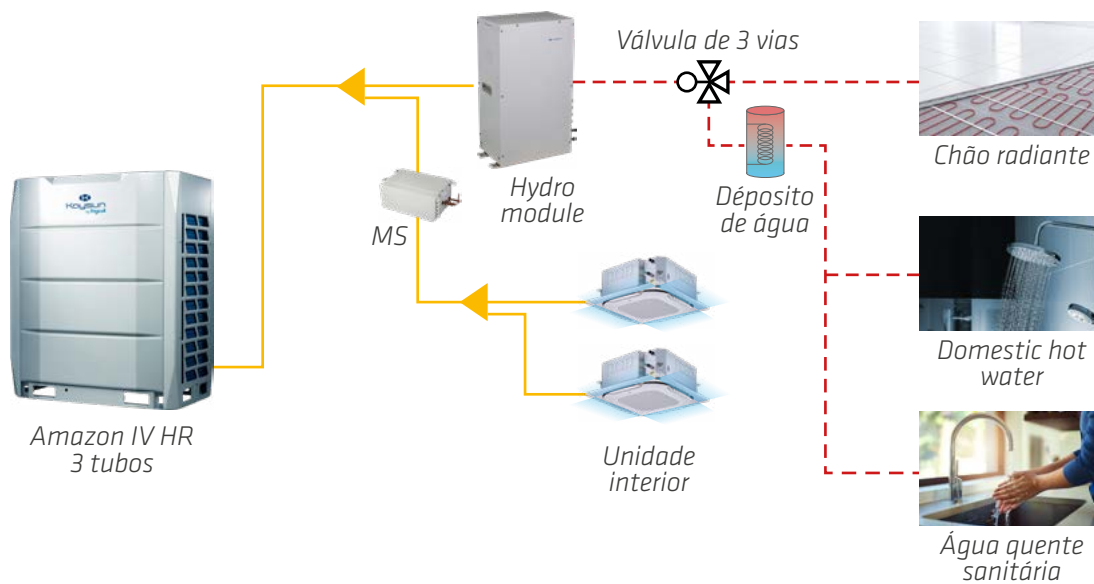 Válvula de 3 vias
Chão radiante
Hydro
module
Déposito
de água
MS
Kaysun
Domestic hot
water
Amazon IV HR
3 tubos
Unidade
interior
Água quente
sanitária